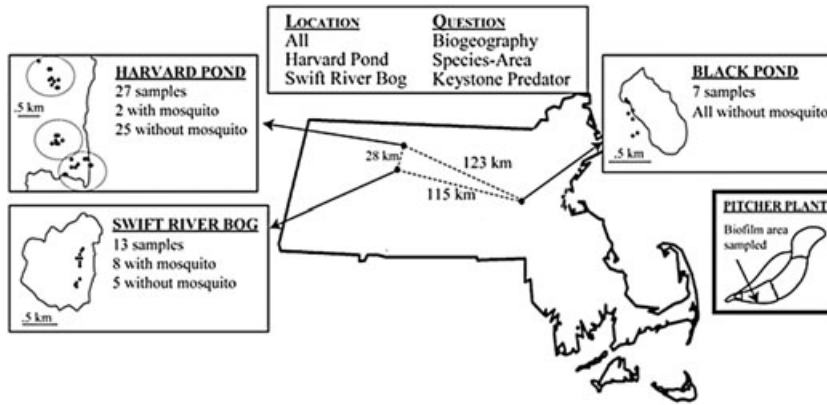 LOCATION QUESTION
All Biogeography
Harvard Pond Species-Area
Swift River Bog Keystone Predator
HARVARD POND
27 samples
2 with mosquito
25 without mosquito
.5 km
BLACK POND
7 samples
All without mosquito
.5 km
28 km
123 km
115 km
SWIFT RIVER BOG
13 samples
8 with mosquito
5 without mosquito
.5 km
PITCHER PLANT
Biofilm area
sampled